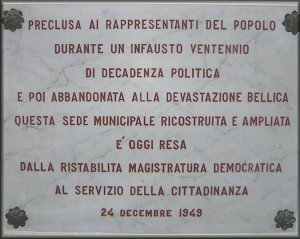 PRECLUSA AI RAPPRESENTANTI DEL POPOLO
DURANTE UN INFAUSTO VENTENNIO
DI DECADENZA POLITICA
E POI ABBANDONATA ALLA DEVASTAZIONE BELLICA
QUESTA SEDE MUNICIPALE RICOSTRUITA E AMPLIATA
E' OGGI RESA
DALLA RISTABILITA MAGISTRATURA DEMOCRATICA
AL SERVIZIO DELLA CITTADINANZA
24 DECEMBRE 1949